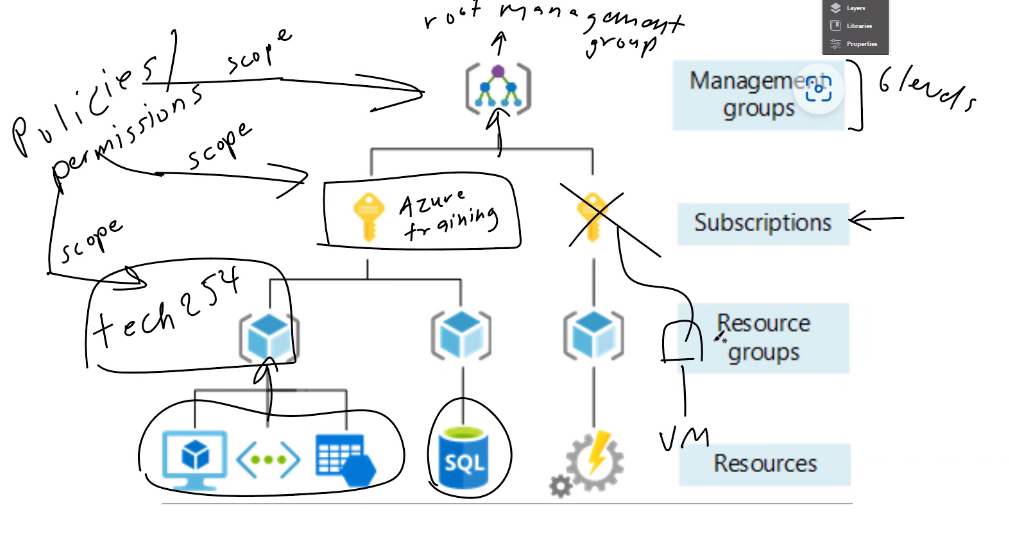 root management
group
Layers
Libraries
Properties
Policies/
permissions
scope
Management
groups
6 levels
scope
Azure
training
Subscriptions
scope
tech254
Resource
groups
VM
SQL
Resources